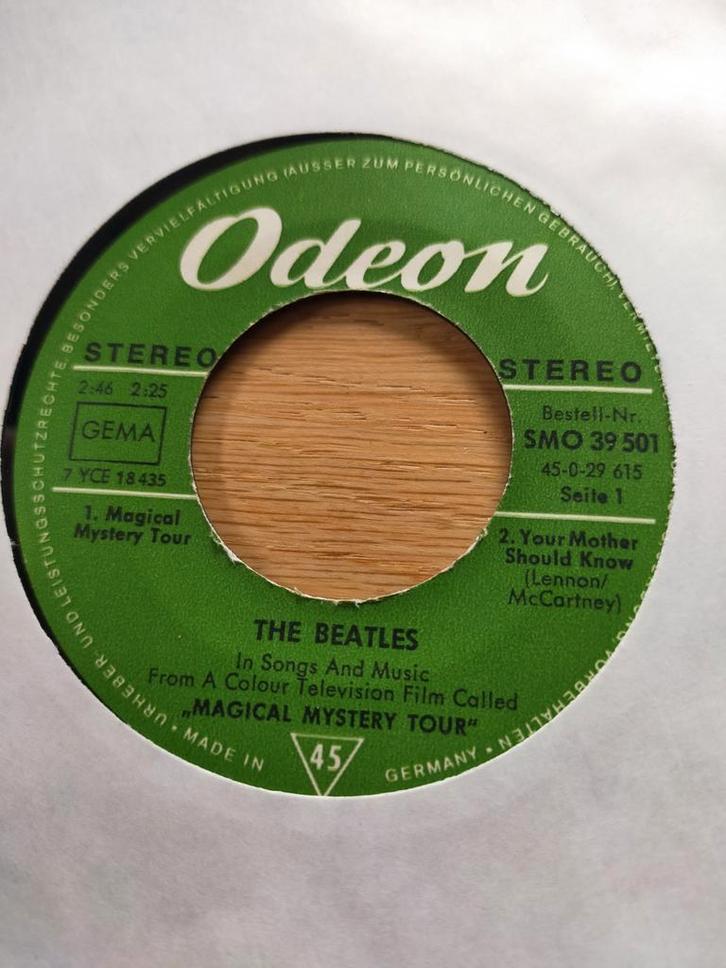 URHEBER- UND LEISTUNGSSCHUTZRECHTE, BESONDERS VERVIELFÄLTIGUNG (AUSSER ZUM PERSÖNLICHEN GEBRAUCH),
VORBEHALTEN
Odeon
STEREO
2:46 2:25
GEMA
7 YCE 18 435
1. Magical
Mystery Tour
STEREO
Bestell-Nr.
SMO 39 501
45-O-29 615
Seite 1
2. Your Mother
Should Know
(Lennon/
McCartney)
THE BEATLES
In Songs And Music
From A Colour Television Film Called
„MAGICAL MYSTERY TOUR“
• MADE IN
45
GERMANY •